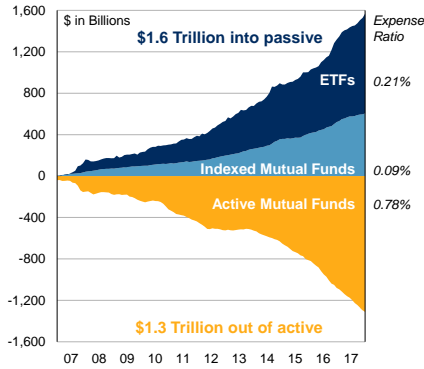 $ in Billions
Expense
Ratio
1,600
1,200
800
400
0
-400
-800
-1,200
-1,600
$1.6 Trillion into passive
ETFs
0.21%
Indexed Mutual Funds
0.09%
Active Mutual Funds
0.78%
$1.3 Trillion out of active
07 08 09 10 11 12 13 14 15 16 17